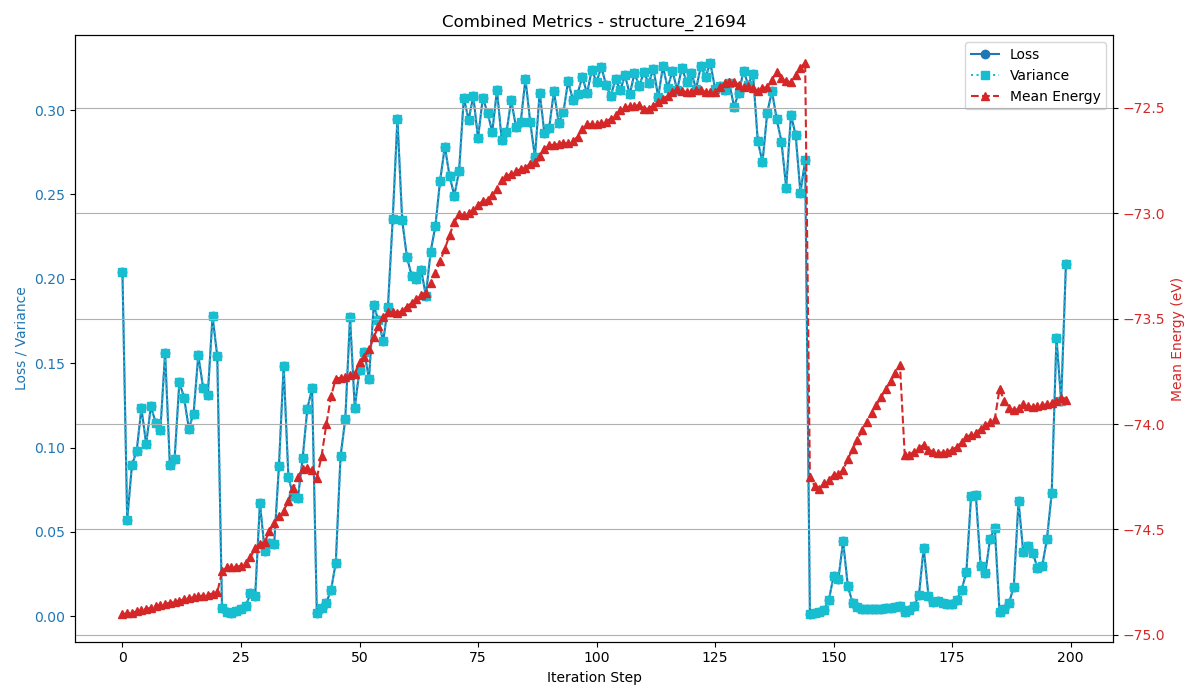 Combined Metrics - structure_21694
Loss
Variance
Mean Energy
Loss / Variance
0.30
0.25
0.20
0.15
0.10
0.05
0.00
−72.5
−73.0
−73.5
−74.0
−74.5
−75.0
Mean Energy (eV)
0 25 50 75 100 125 150 175 200
Iteration Step